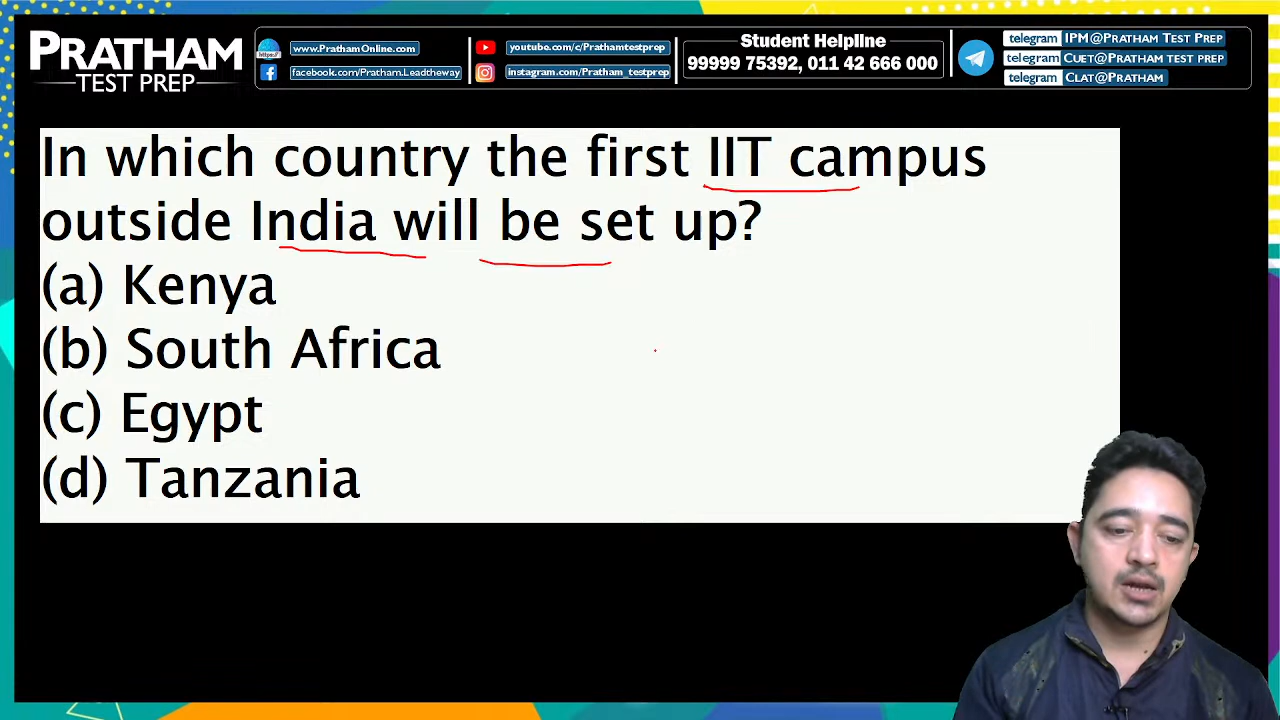 PRATHAM
TEST PREP
https://
www.PrathamOnline.com
facebook.com/Pratham.Leadtheway
youtube.com/c/Prathamtestprep
instagram.com/Pratham_testprep
Student Helpline
99999 75392, 011 42 666 000
telegram IPM@PRATHAM TEST PREP
telegram CUET@PRATHAM TEST PREP
telegram CLAT@PRATHAM
In which country the first IIT campus
outside India will be set up?
(a) Kenya
(b) South Africa
(c) Egypt
(d) Tanzania